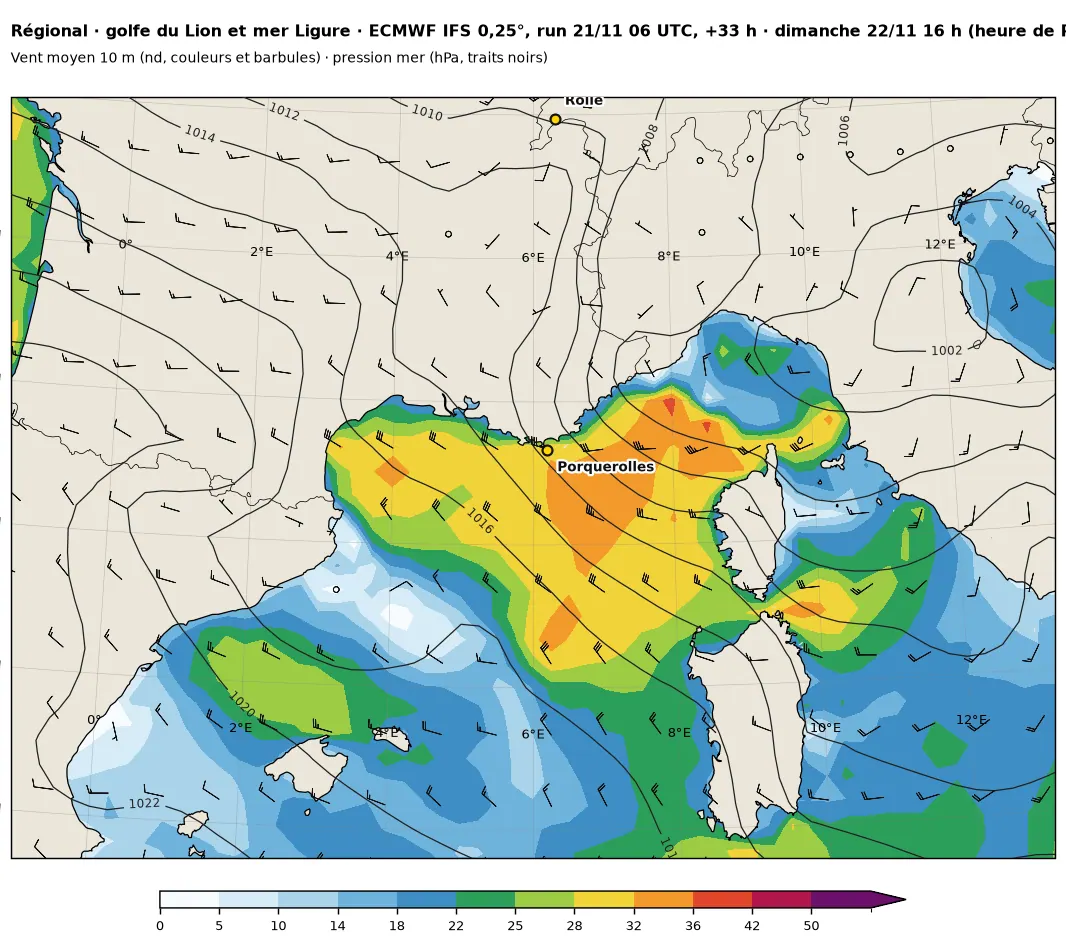 Régional · golfe du Lion et mer Ligure · ECMWF IFS 0,25°, run 21/11 06 UTC, +33 h · dimanche 22/11 16 h (heure de
Vent moyen 10 m (nd, couleurs et barbules) · pression mer (hPa, traits noirs)
Rolle
1012
1010
1014
1008
1006
1004
0°
2°E
4°E
6°E
8°E
10°E
12°E
1002
Porquerolles
1016
1020
0°
2°E
4°E
6°E
8°E
10°E
12°E
1022
0 5 10 14 18 22 25 28 32 36 42 50